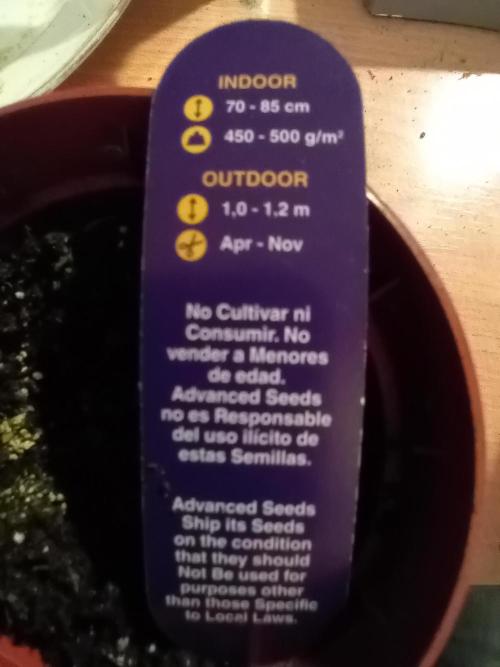 INDOOR
70 - 85 cm
450 - 500 g/m²
OUTDOOR
1,0 - 1,2 m
Apr - Nov
No Cultivar ni
Consumir. No
vender a Menores
de edad.
Advanced Seeds
no es Responsable
del uso ilícito de
estas Semillas.
Advanced Seeds
Ship its Seeds
on the condition
that they should
Not Be used for
purposes other
than those Specific
to Local Laws.